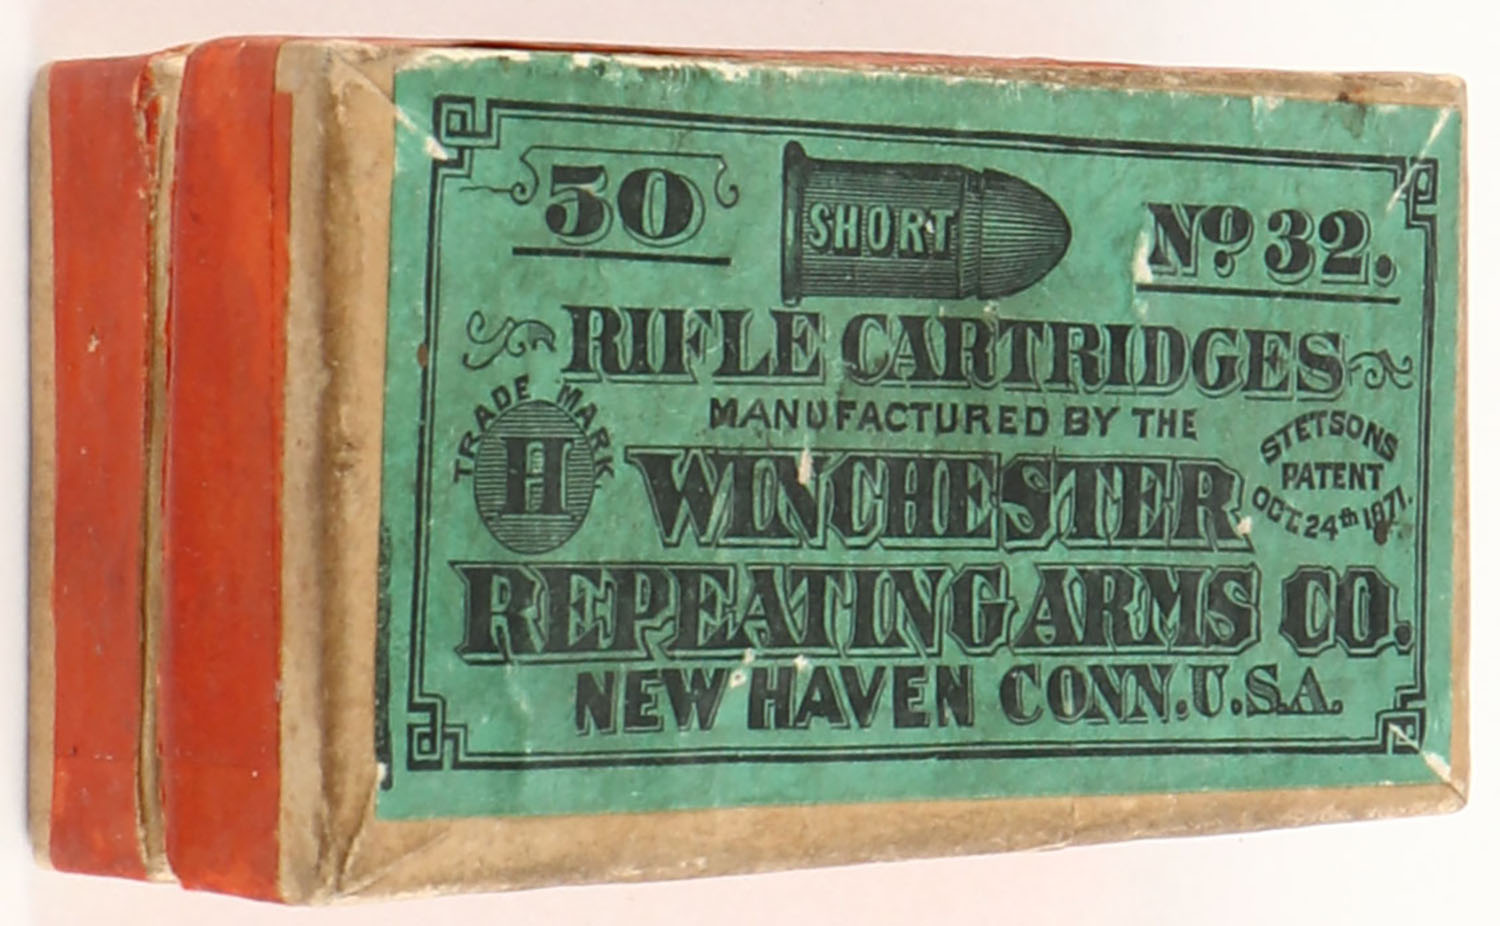 50 SHORT No 32.
RIFLE CARTRIDGES
MANUFACTURED BY THE
TRADE MARK
H
WINCHESTER
STETSONS
PATENT
OCT. 24th 1871.
REPEATING ARMS CO.
NEW HAVEN CONN. U.S.A.